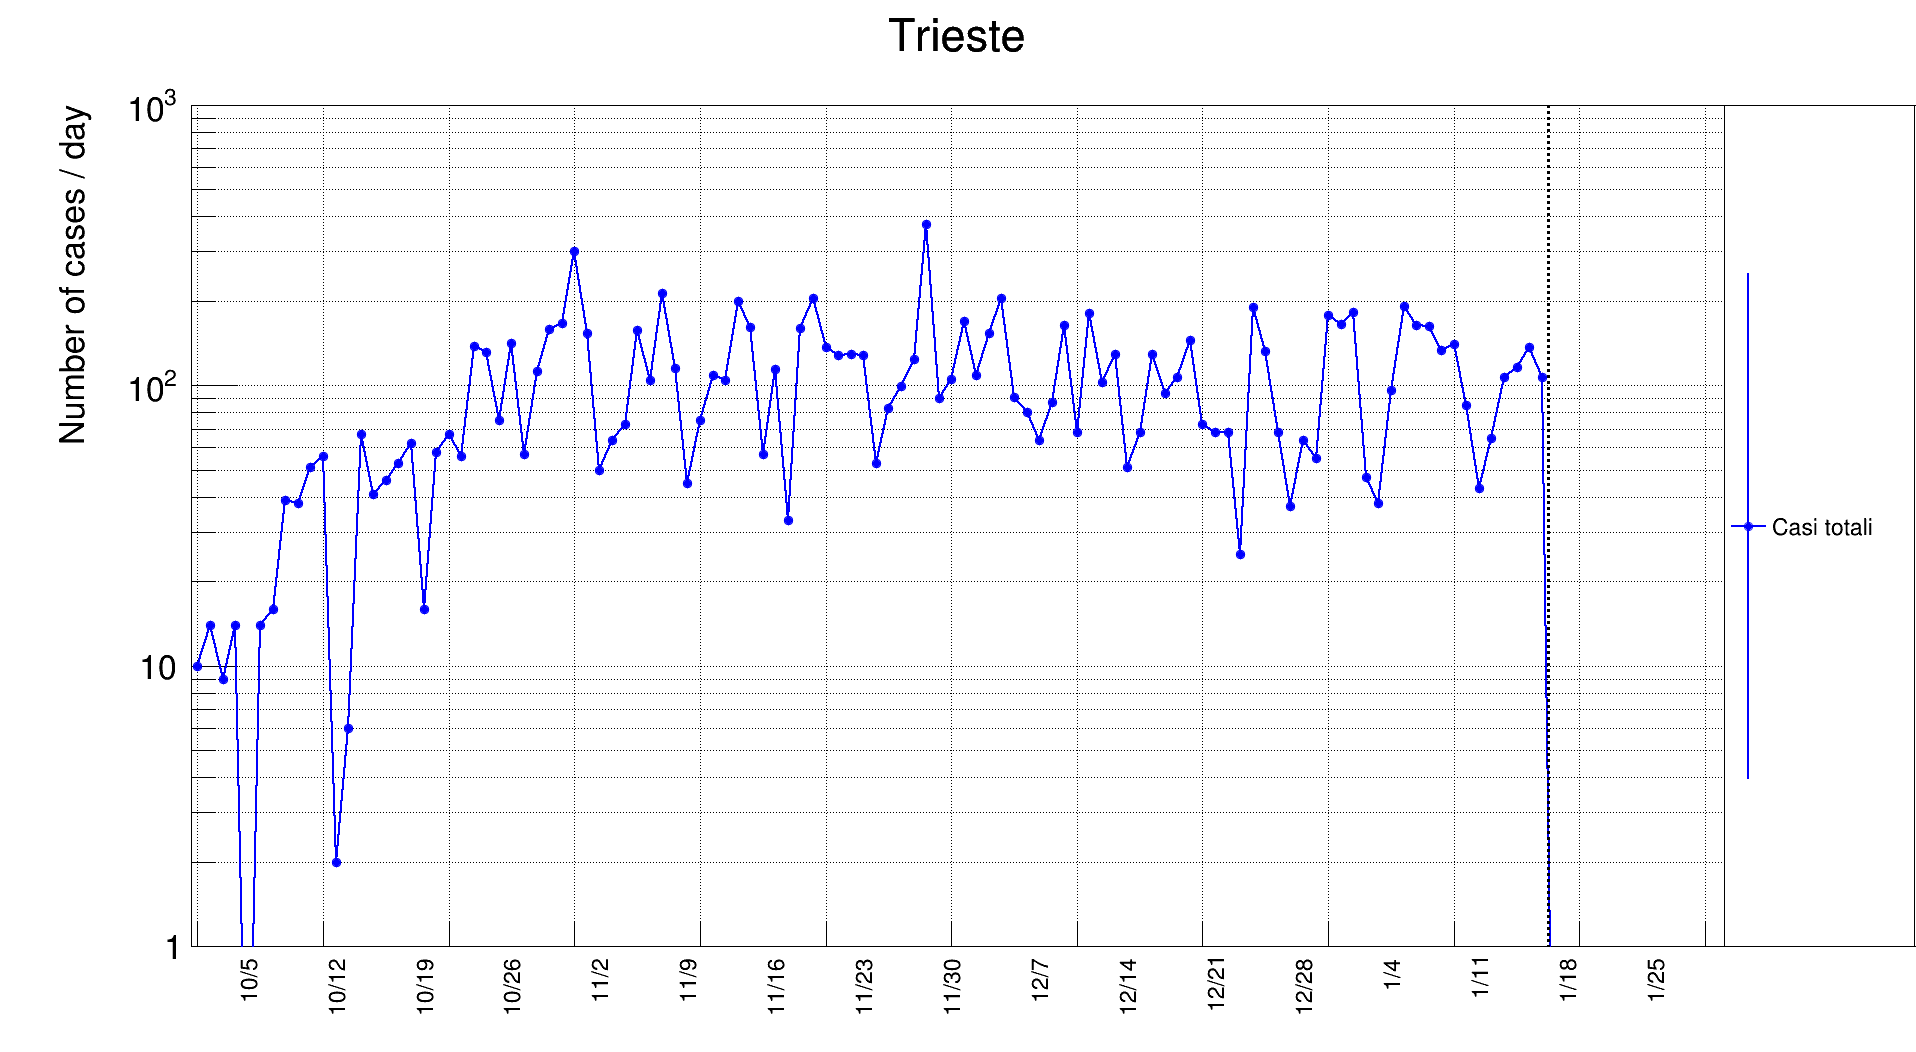 Trieste
Number of cases / day
10³
10²
10
1
10/5 10/12 10/19 10/26 11/2 11/9 11/16 11/23 11/30 12/7 12/14 12/21 12/28 1/4 1/11 1/18 1/25
Casi totali